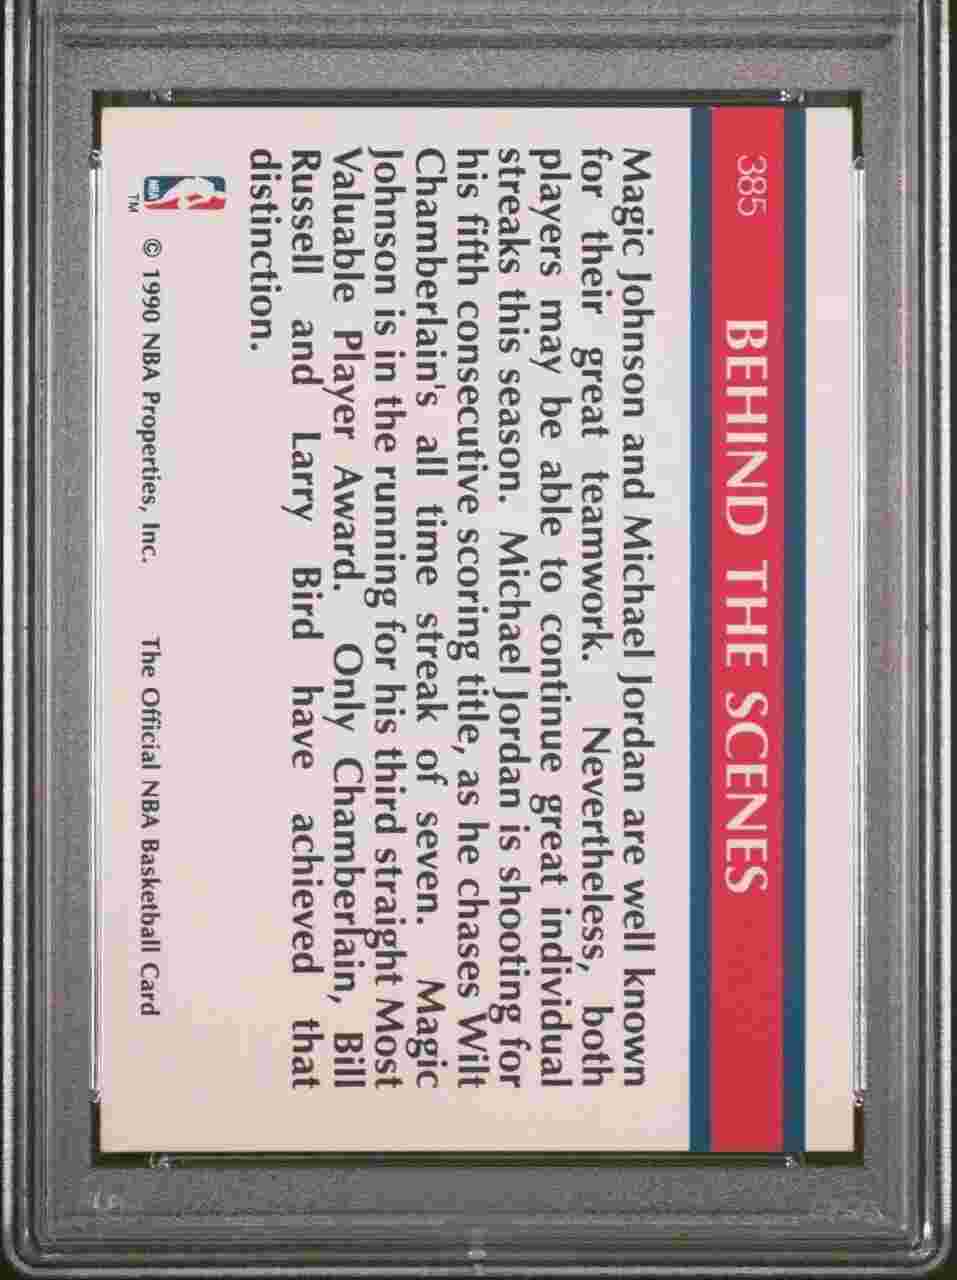 385 BEHIND THE SCENES
Magic Johnson and Michael Jordan are well known
for their great teamwork. Nevertheless, both
players may be able to continue great individual
streaks this season. Michael Jordan is shooting for
his fifth consecutive scoring title, as he chases Wilt
Chamberlain's all time streak of seven. Magic
Johnson is in the running for his third straight Most
Valuable Player Award. Only Chamberlain, Bill
Russell and Larry Bird have achieved that
distinction.
NBA TM © 1990 NBA Properties, Inc. The Official NBA Basketball Card